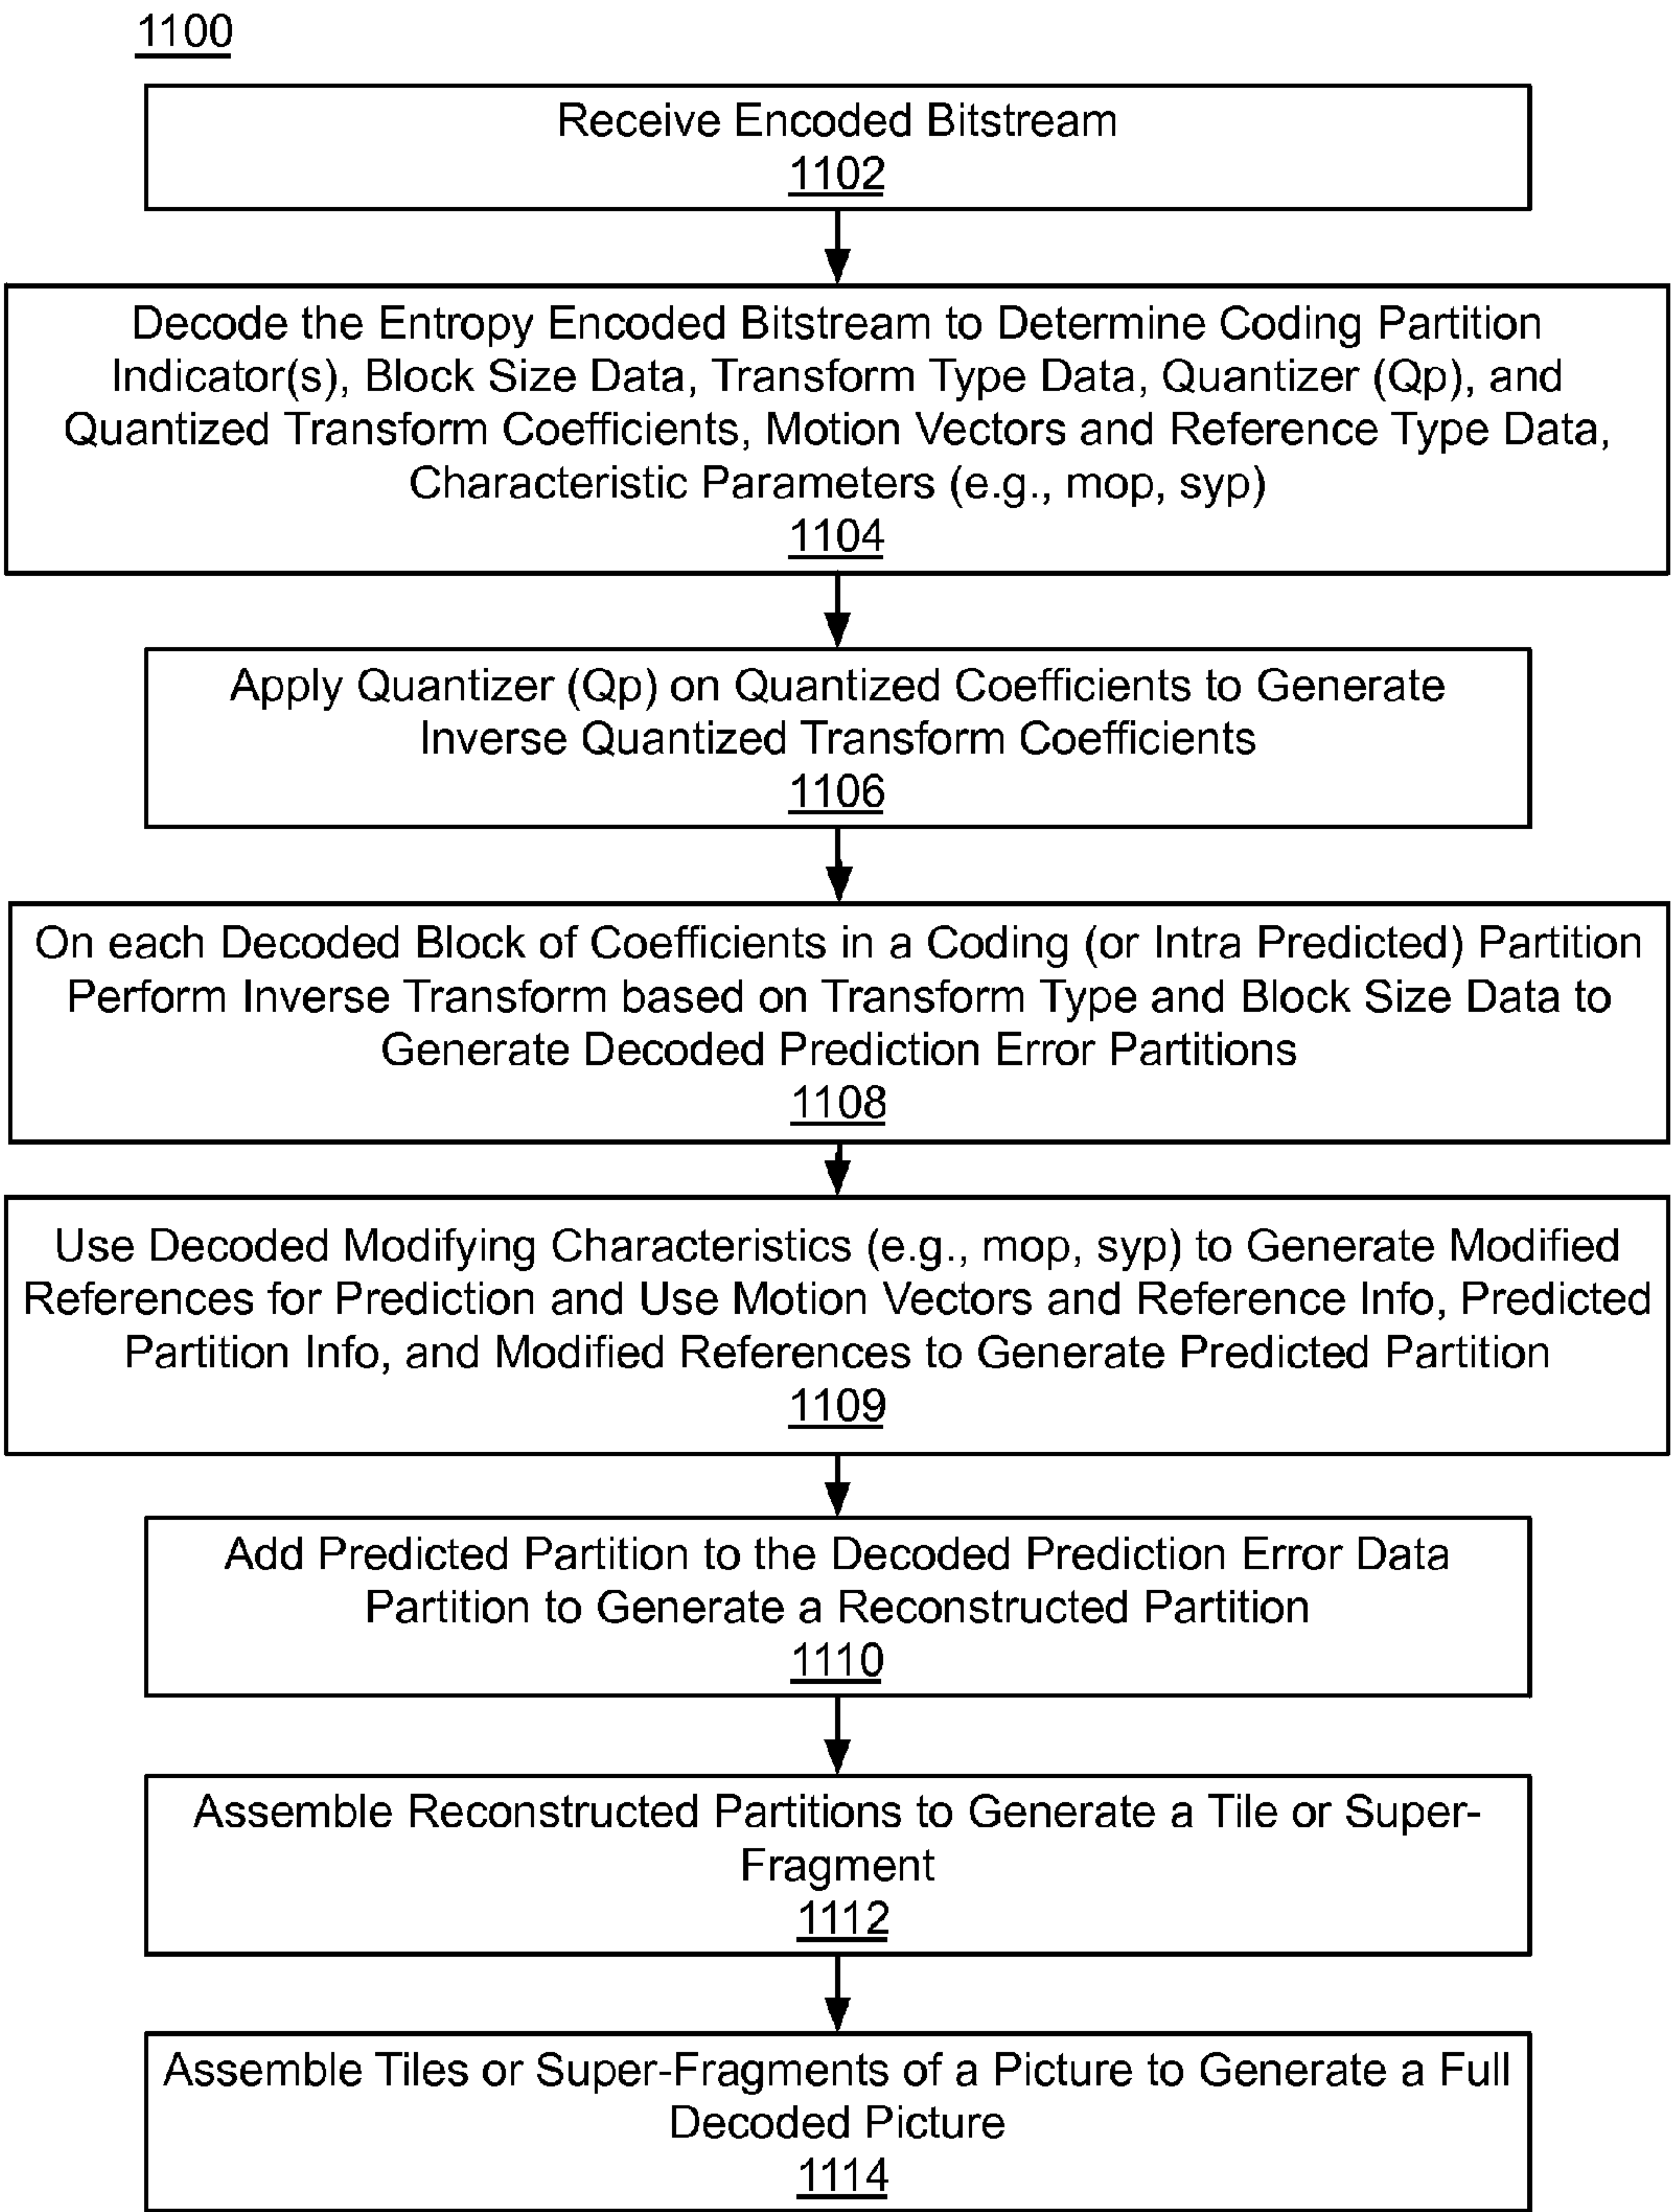 1100
Receive Encoded Bitstream
1102
Decode the Entropy Encoded Bitstream to Determine Coding Partition
Indicator(s), Block Size Data, Transform Type Data, Quantizer (Qp), and
Quantized Transform Coefficients, Motion Vectors and Reference Type Data,
Characteristic Parameters (e.g., mop, syp)
1104
Apply Quantizer (Qp) on Quantized Coefficients to Generate
Inverse Quantized Transform Coefficients
1106
On each Decoded Block of Coefficients in a Coding (or Intra Predicted) Partition
Perform Inverse Transform based on Transform Type and Block Size Data to
Generate Decoded Prediction Error Partitions
1108
Use Decoded Modifying Characteristics (e.g., mop, syp) to Generate Modified
References for Prediction and Use Motion Vectors and Reference Info, Predicted
Partition Info, and Modified References to Generate Predicted Partition
1109
Add Predicted Partition to the Decoded Prediction Error Data
Partition to Generate a Reconstructed Partition
1110
Assemble Reconstructed Partitions to Generate a Tile or Super-
Fragment
1112
Assemble Tiles or Super-Fragments of a Picture to Generate a Full
Decoded Picture
1114